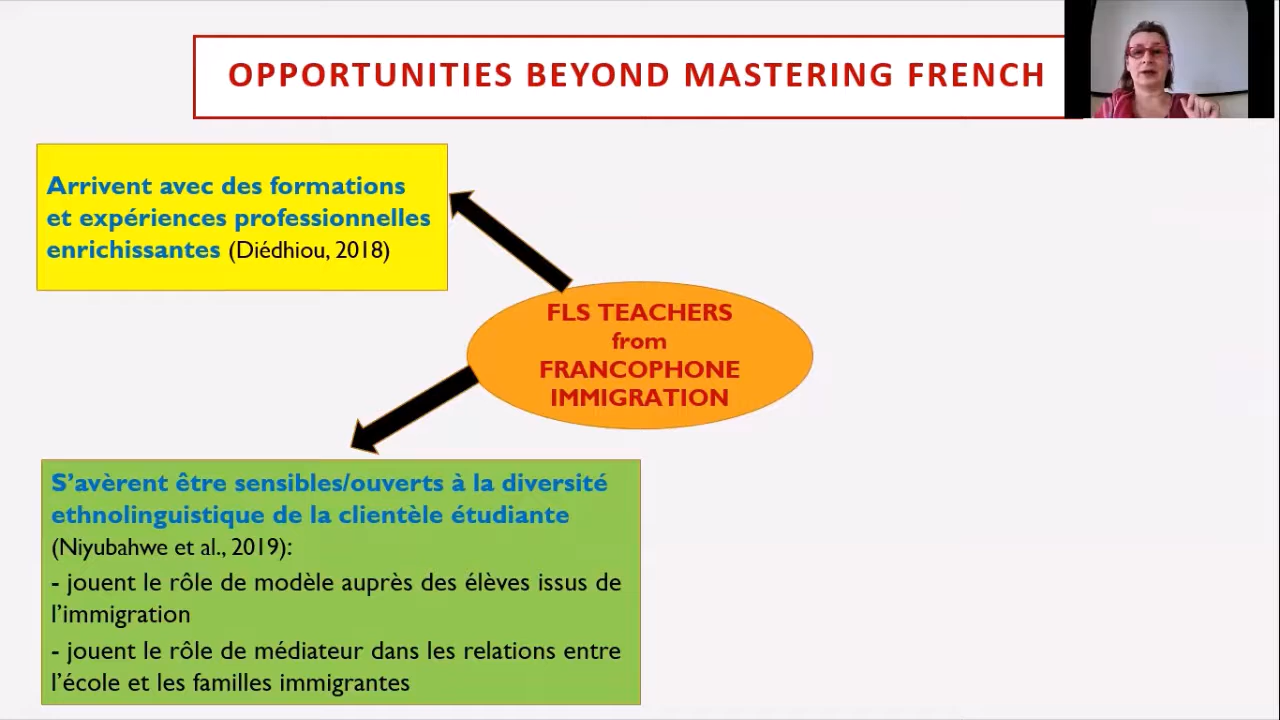 OPPORTUNITIES BEYOND MASTERING FRENCH
Arrivent avec des formations
et expériences professionnelles
enrichissantes (Diédhiou, 2018)
FLS TEACHERS
from
FRANCOPHONE
IMMIGRATION
S’avèrent être sensibles/ouverts à la diversité
ethnolinguistique de la clientèle étudiante
(Niyubahwe et al., 2019):
- jouent le rôle de modèle auprès des élèves issus de
l’immigration
- jouent le rôle de médiateur dans les relations entre
l’école et les familles immigrantes